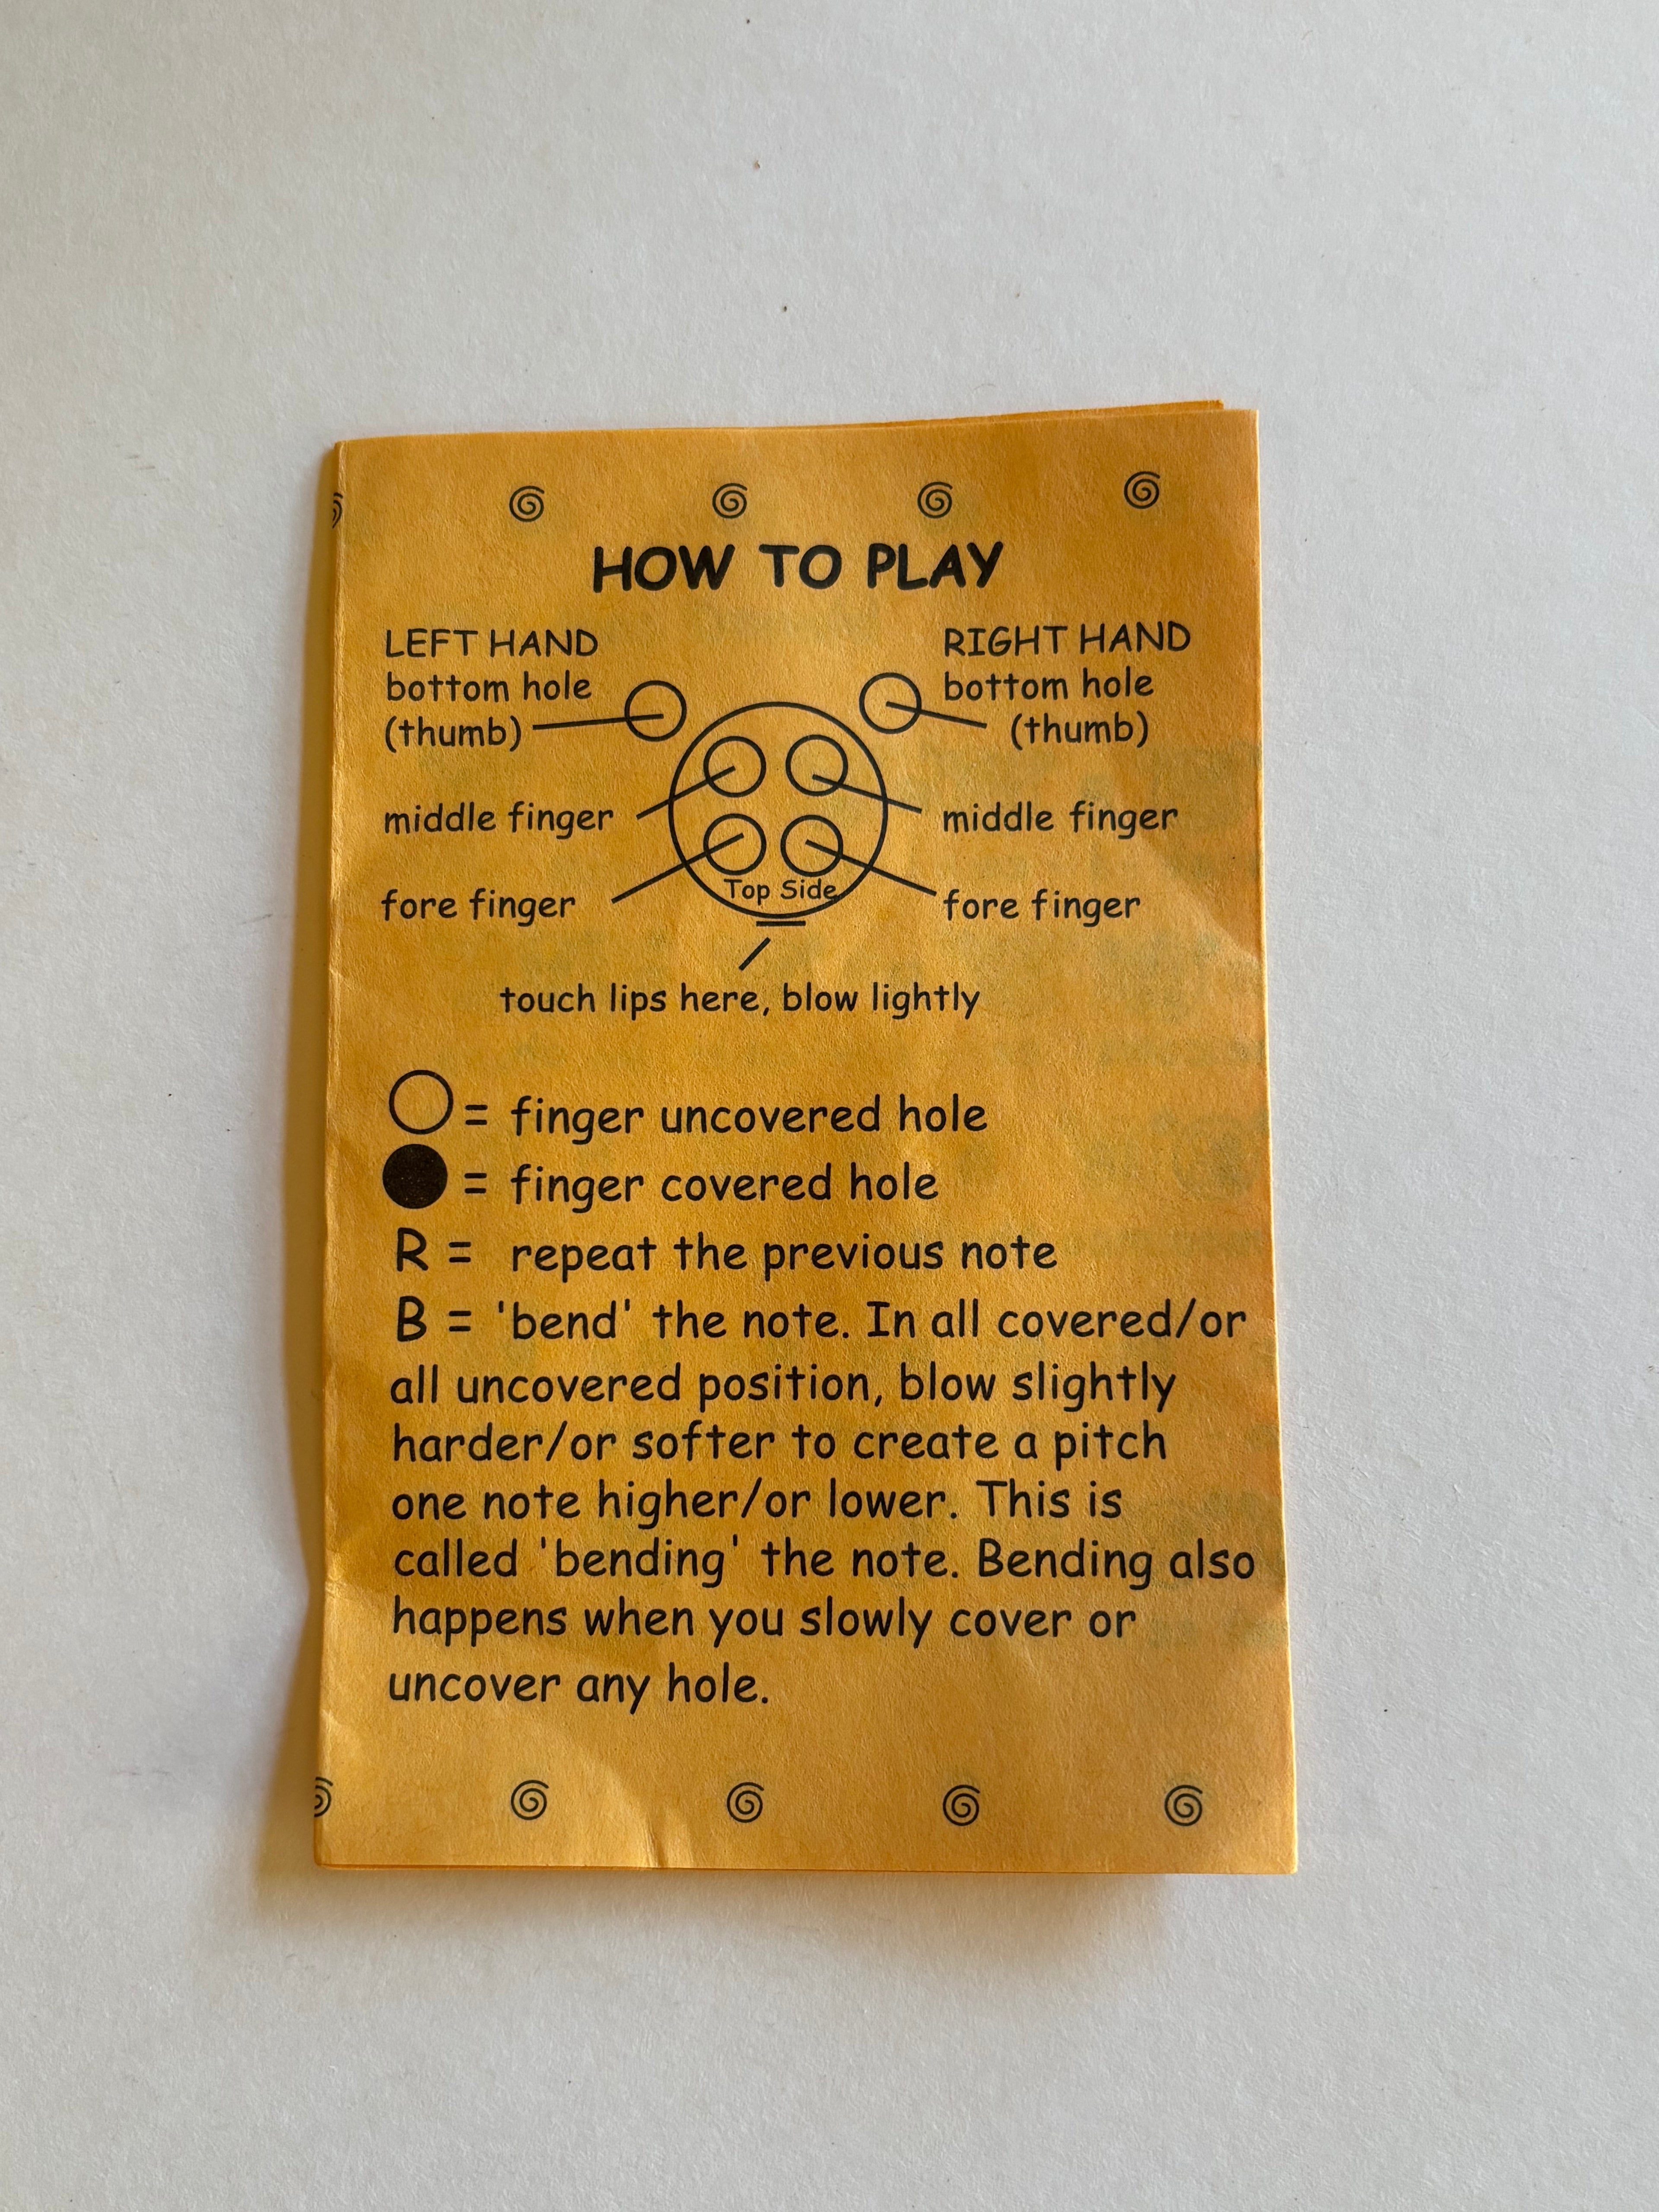 HOW TO PLAY
LEFT HAND
bottom hole
(thumb)
middle finger
fore finger
RIGHT HAND
bottom hole
(thumb)
middle finger
fore finger
Top Side
touch lips here, blow lightly
= finger uncovered hole
= finger covered hole
R = repeat the previous note
B = 'bend' the note. In all covered/or
all uncovered position, blow slightly
harder/or softer to create a pitch
one note higher/or lower. This is
called 'bending' the note. Bending also
happens when you slowly cover or
uncover any hole.